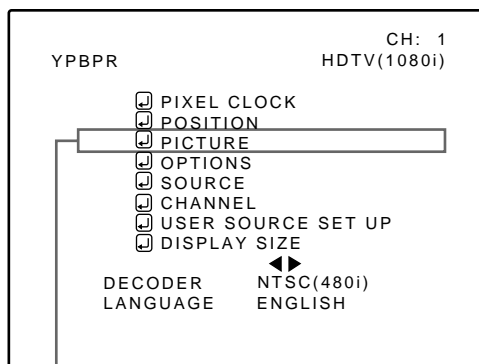 CH: 1
YPBPR HDTV(1080i)
PIXEL CLOCK
POSITION
PICTURE
OPTIONS
SOURCE
CHANNEL
USER SOURCE SET UP
DISPLAY SIZE
DECODER NTSC(480i)
LANGUAGE ENGLISH